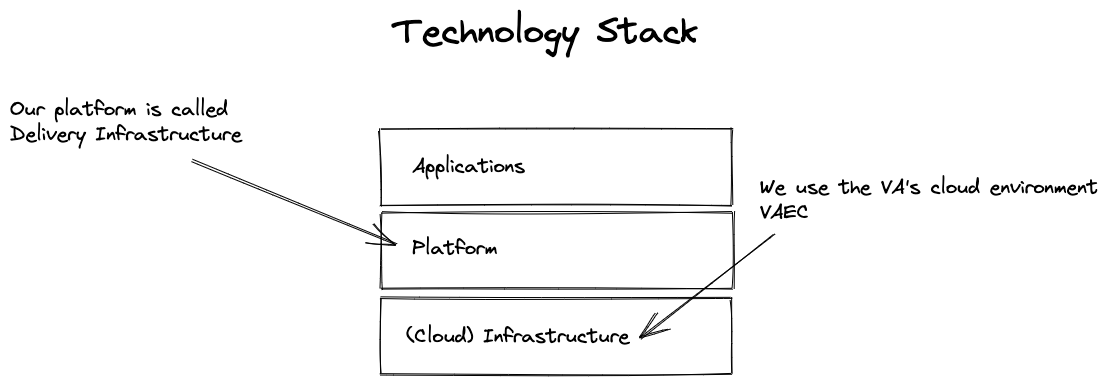 Technology Stack
Our platform is called
Delivery Infrastructure
Applications
We use the VA's cloud environment
VAEC
Platform
(Cloud) Infrastructure